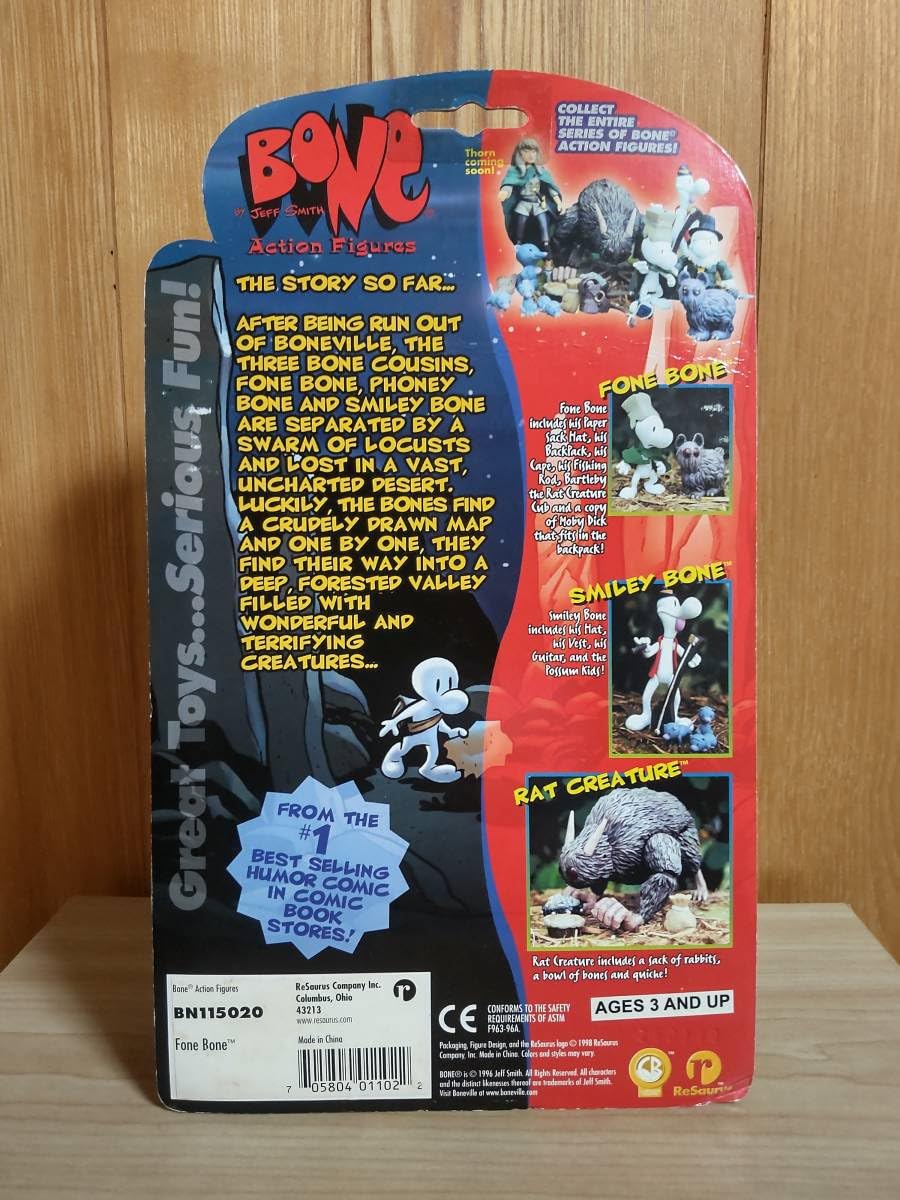 BONE
BY JEFF SMITH
Action Figures
COLLECT
THE ENTIRE
SERIES OF BONE®
ACTION FIGURES!
Thorn
coming
soon!
Great Toys...Serious Fun!
THE STORY SO FAR...
AFTER BEING RUN OUT
OF BONEVILLE, THE
THREE BONE COUSINS,
FONE BONE, PHONEY
BONE AND SMILEY BONE
ARE SEPARATED BY A
SWARM OF LOCUSTS
AND LOST IN A VAST,
UNCHARTED DESERT.
LUCKILY, THE BONES FIND
A CRUDELY DRAWN MAP
AND ONE BY ONE, THEY
FIND THEIR WAY INTO A
DEEP, FORESTED VALLEY
FILLED WITH
WONDERFUL AND
TERRIFYING
CREATURES...
FONE BONE™
Fone Bone
includes his Paper
Sack Hat, his
BackPack, his
Cape, his Fishing
Rod, Bartleby
the Rat Creature
Cub and a copy
of Moby Dick
that fits in the
backpack!
SMILEY BONE™
Smiley Bone
includes his Hat,
his Vest, his
Guitar, and the
Possum Kids!
RAT CREATURE™
Rat Creature includes a sack of rabbits,
a bowl of bones and quiche!
FROM THE
#1
BEST SELLING
HUMOR COMIC
IN COMIC
BOOK
STORES!
Bone® Action Figures
BN115020
Fone Bone™
ReSaurus Company Inc.
Columbus, Ohio
43213
www.resaurus.com
Made in China
7 05804 01102 2
r
CE
CONFORMS TO THE SAFETY
REQUIREMENTS OF ASTM
F963-96A.
AGES 3 AND UP
Packaging, Figure Design, and the ReSaurus logo © 1998 ReSaurus
Company, Inc. Made in China. Colors and styles may vary.
BONE® is © 1996 Jeff Smith. All Rights Reserved. All characters
and the distinct likenesses thereof are trademarks of Jeff Smith.
Visit Boneville at www.boneville.com
r
ReSaurus™